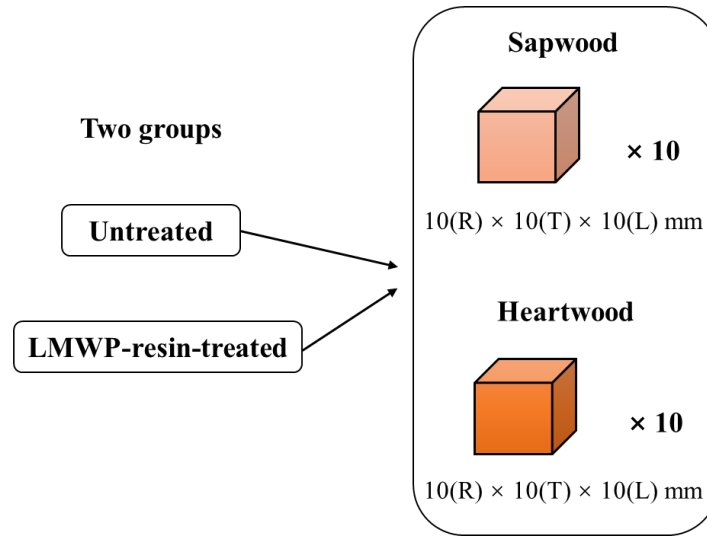 Two groups
Untreated
LMWP-resin-treated
Sapwood
× 10
10(R) × 10(T) × 10(L) mm
Heartwood
× 10
10(R) × 10(T) × 10(L) mm